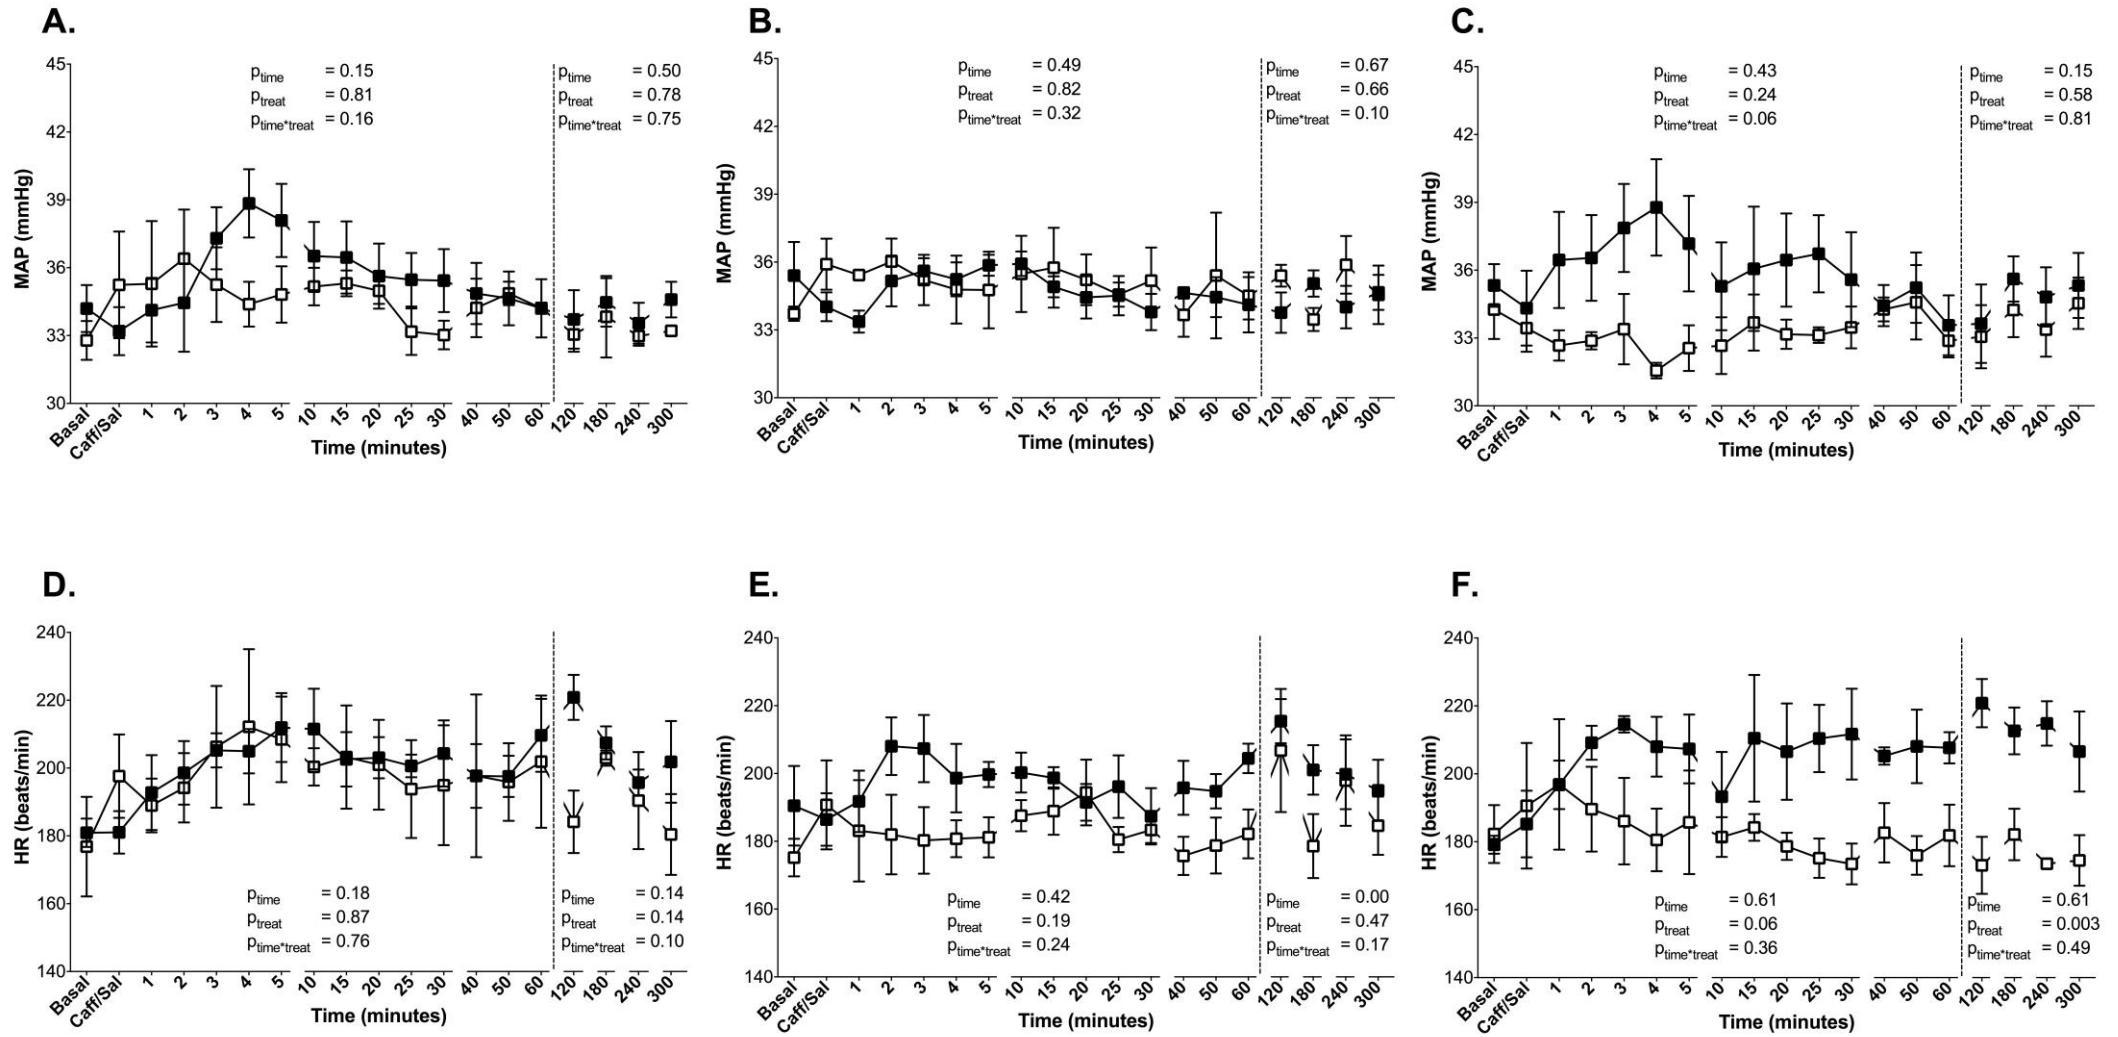 A.
45
42
39
36
33
30
MAP (mmHg)
ptime = 0.15
ptreat = 0.81
ptime*treat = 0.16
ptime = 0.50
ptreat = 0.78
ptime*treat = 0.75
Basal Caff/Sal 1 2 3 4 5 10 15 20 25 30 40 50 60 120 180 240 300
Time (minutes)
B.
45
42
39
36
33
30
MAP (mmHg)
ptime = 0.49
ptreat = 0.82
ptime*treat = 0.32
ptime = 0.67
ptreat = 0.66
ptime*treat = 0.10
Basal Caff/Sal 1 2 3 4 5 10 15 20 25 30 40 50 60 120 180 240 300
Time (minutes)
C.
45
42
39
36
33
30
MAP (mmHg)
ptime = 0.43
ptreat = 0.24
ptime*treat = 0.06
ptime = 0.15
ptreat = 0.58
ptime*treat = 0.81
Basal Caff/Sal 1 2 3 4 5 10 15 20 25 30 40 50 60 120 180 240 300
Time (minutes)
D.
240
220
200
180
160
140
HR (beats/min)
ptime = 0.18
ptreat = 0.87
ptime*treat = 0.76
ptime = 0.14
ptreat = 0.14
ptime*treat = 0.10
Basal Caff/Sal 1 2 3 4 5 10 15 20 25 30 40 50 60 120 180 240 300
Time (minutes)
E.
240
220
200
180
160
140
HR (beats/min)
ptime = 0.42
ptreat = 0.19
ptime*treat = 0.24
ptime = 0.00
ptreat = 0.47
ptime*treat = 0.17
Basal Caff/Sal 1 2 3 4 5 10 15 20 25 30 40 50 60 120 180 240 300
Time (minutes)
F.
240
220
200
180
160
140
HR (beats/min)
ptime = 0.61
ptreat = 0.06
ptime*treat = 0.36
ptime = 0.61
ptreat = 0.003
ptime*treat = 0.49
Basal Caff/Sal 1 2 3 4 5 10 15 20 25 30 40 50 60 120 180 240 300
Time (minutes)